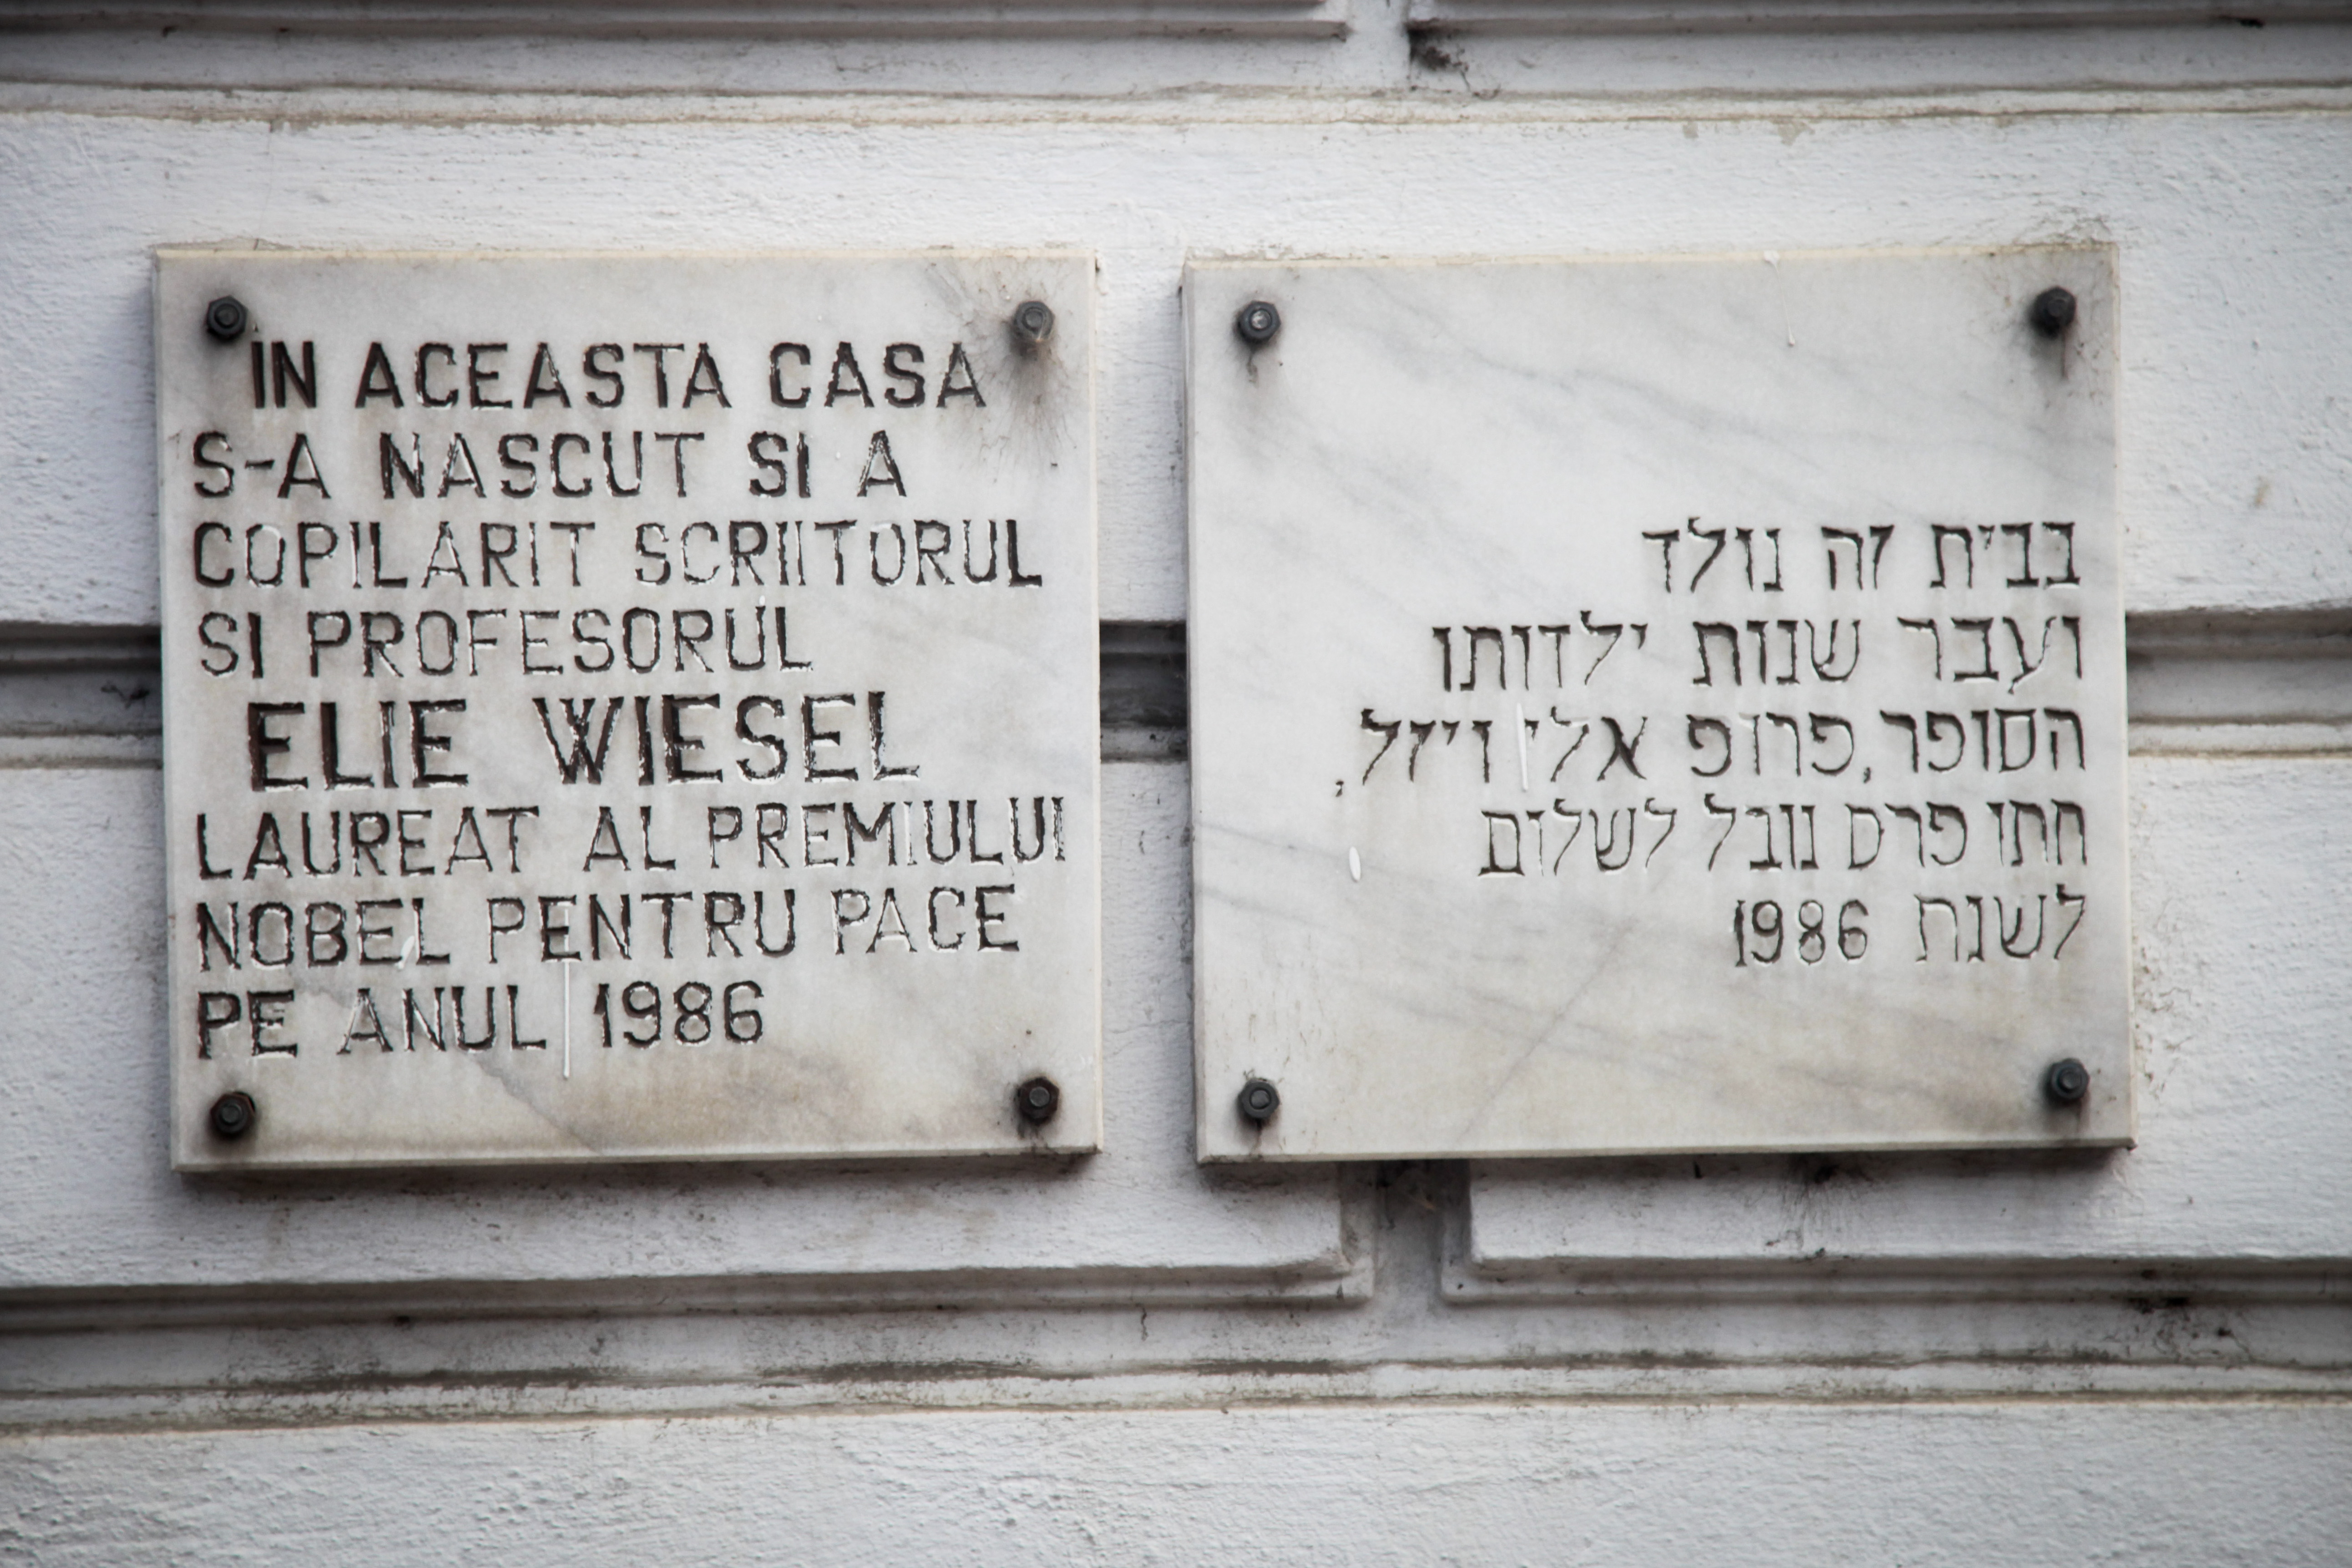 IN ACEASTA CASA
S-A NASCUT SI A
COPILARIT SCRIITORUL
SI PROFESORUL
ELIE WIESEL
LAUREAT AL PREMIULUI
NOBEL PENTRU PACE
PE ANUL 1986
בבית זה נולד
ועבר שנות ילדותו
הסופר, פרופ אלי ויזל,
חתו פרס נובל לשלום
לשנת 1986